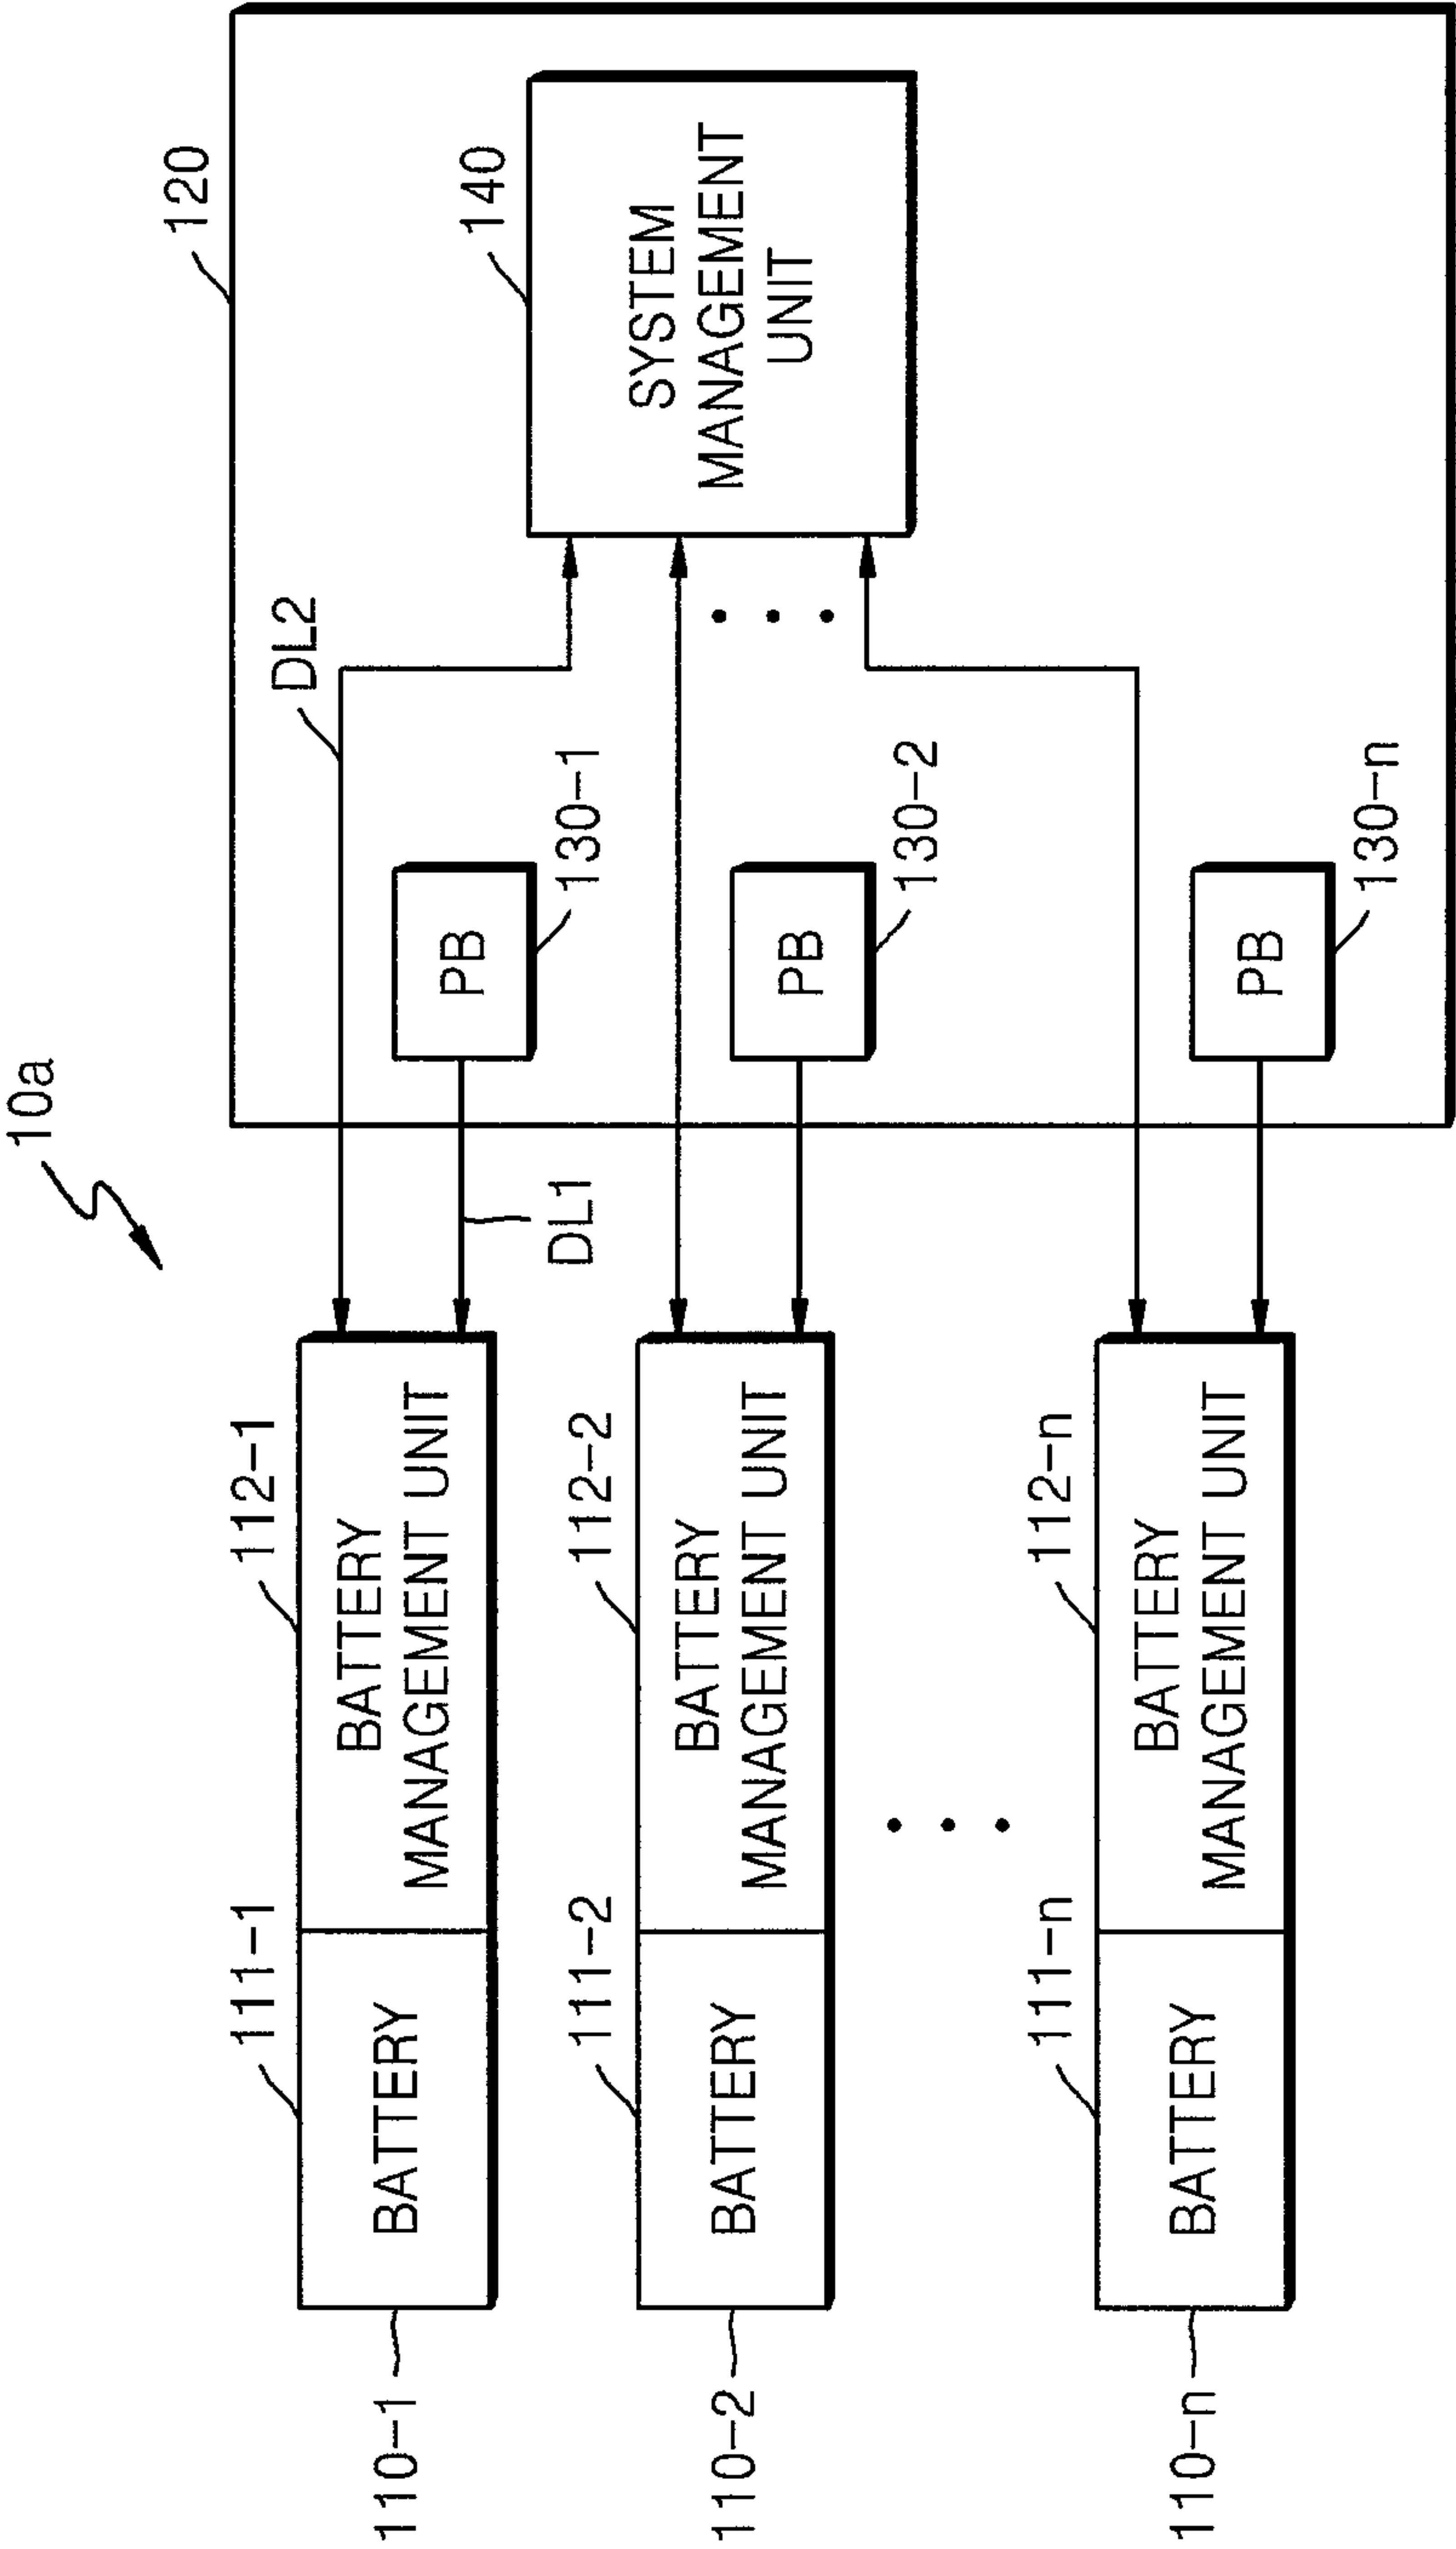 10a
120
DL2
140
SYSTEM
MANAGEMENT
UNIT
110-1
111-1
BATTERY
112-1
BATTERY
MANAGEMENT UNIT
DL1
PB
130-1
110-2
111-2
BATTERY
112-2
BATTERY
MANAGEMENT UNIT
PB
130-2
110-n
111-n
BATTERY
112-n
BATTERY
MANAGEMENT UNIT
PB
130-n